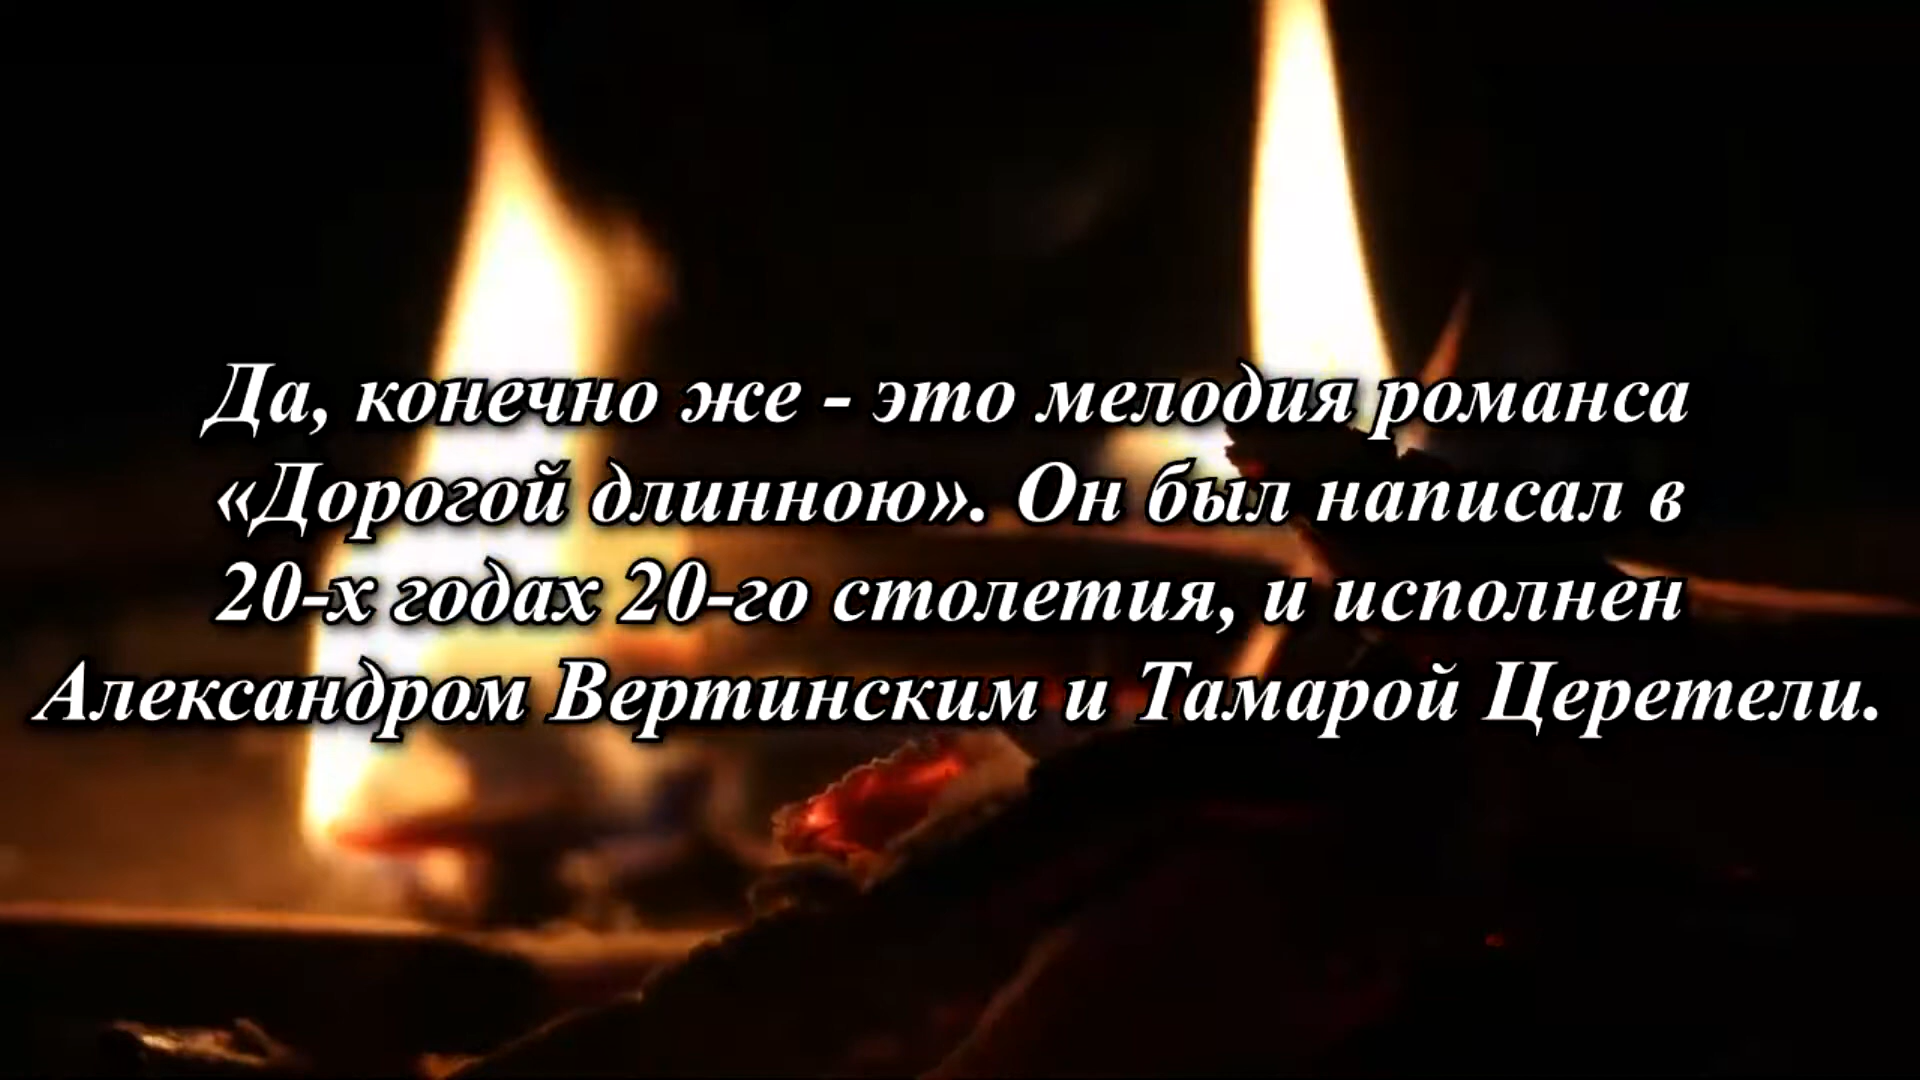 Да, конечно же - это мелодия романса
«Дорогой длинною». Он был написал в
20-х годах 20-го столетия, и исполнен
Александром Вертинским и Тамарой Церетели.